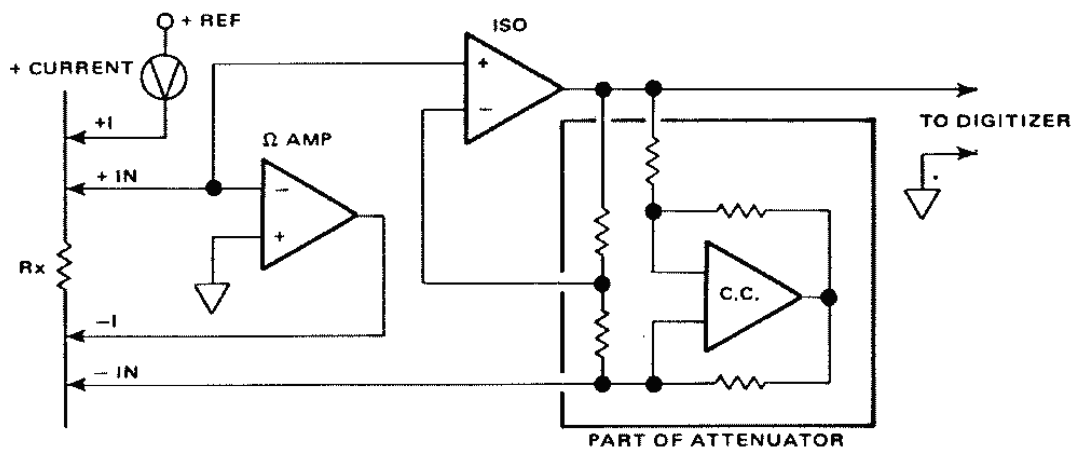 + REF
ISO
+ CURRENT
+I
Ω AMP
TO DIGITIZER
+ IN
+
−
−
+
Rx
C.C.
−I
− IN
PART OF ATTENUATOR